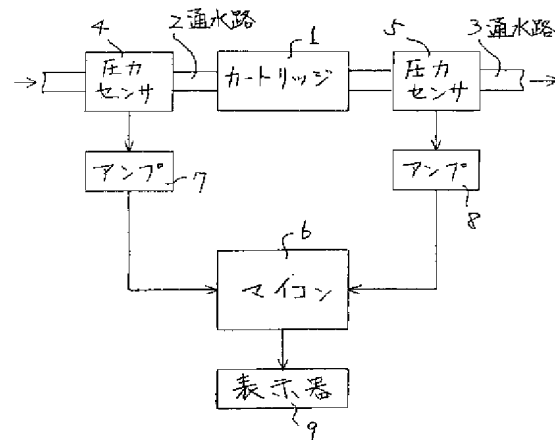 4
2通水路
1
5
3通水路
圧力
センサ
カートリッジ
圧力
センサ
アンプ
7
アンプ
8
6
マイコン
表示器
9